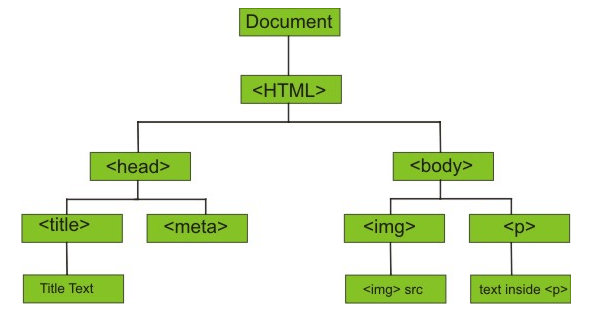 Document
<HTML>
<head>
<body>
<title>
<meta>
<img>
<p>
Title Text
<img> src
text inside <p>